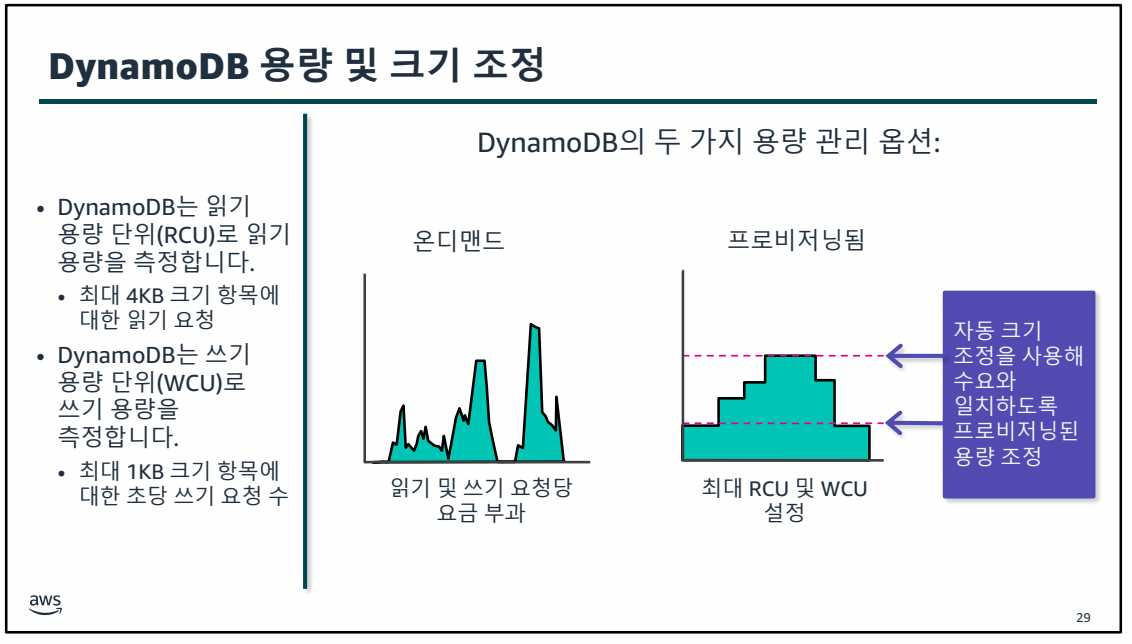 DynamoDB 용량 및 크기 조정
• DynamoDB는 읽기
용량 단위(RCU)로 읽기
용량을 측정합니다.
• 최대 4KB 크기 항목에
대한 읽기 요청
• DynamoDB는 쓰기
용량 단위(WCU)로
쓰기 용량을
측정합니다.
• 최대 1KB 크기 항목에
대한 초당 쓰기 요청 수
DynamoDB의 두 가지 용량 관리 옵션:
온디맨드
읽기 및 쓰기 요청당
요금 부과
프로비저닝됨
최대 RCU 및 WCU
설정
자동 크기
조정을 사용해
수요와
일치하도록
프로비저닝된
용량 조정
aws
29